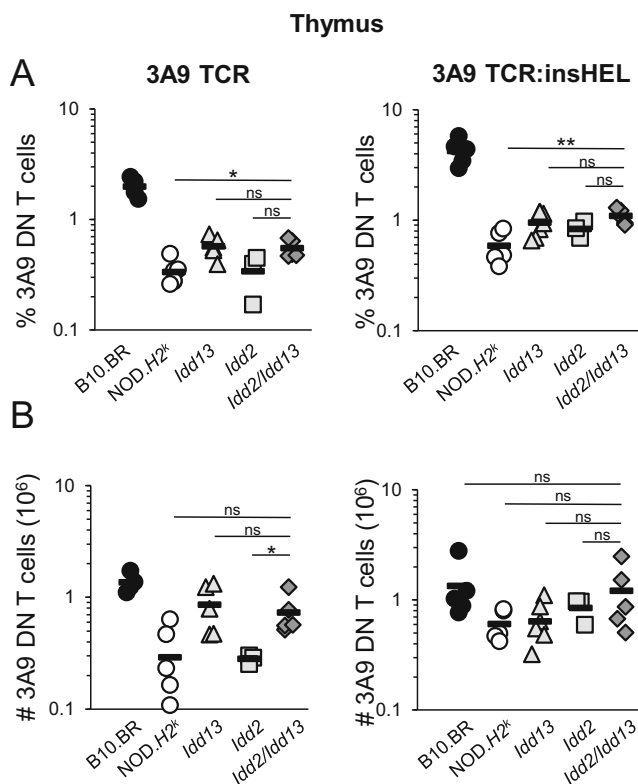 Thymus
A
3A9 TCR
3A9 TCR:insHEL
% 3A9 DN T cells
10
1
0.1
*
ns
ns
B10.BR
NOD.H2ᵏ
Idd13
Idd2
Idd2/Idd13
% 3A9 DN T cells
10
1
0.1
**
ns
ns
B10.BR
NOD.H2ᵏ
Idd13
Idd2
Idd2/Idd13
B
# 3A9 DN T cells (10⁶)
10
1
0.1
ns
ns
*
B10.BR
NOD.H2ᵏ
Idd13
Idd2
Idd2/Idd13
# 3A9 DN T cells (10⁶)
10
1
0.1
ns
ns
ns
ns
B10.BR
NOD.H2ᵏ
Idd13
Idd2
Idd2/Idd13